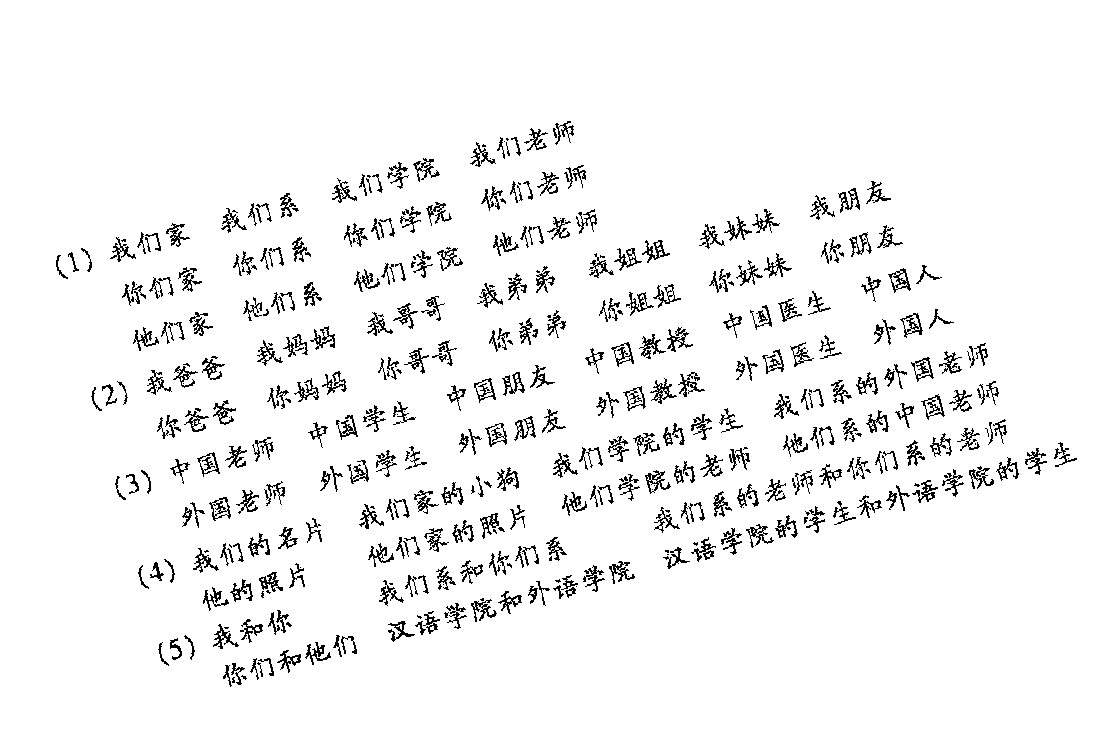 (1) 我们家 我们系 我们学院 我们老师
你们家 你们系 你们学院 你们老师
他们家 他们系 他们学院 他们老师
(2) 我爸爸 我妈妈 我哥哥 我弟弟 我姐姐 我妹妹 我朋友
你爸爸 你妈妈 你哥哥 你弟弟 你姐姐 你妹妹 你朋友
(3) 中国老师 中国学生 中国朋友 中国教授 中国医生 中国人
外国老师 外国学生 外国朋友 外国教授 外国医生 外国人
(4) 我们的名片 我们家的小狗 我们学院的学生 我们系的外国老师
他的照片 他们家的照片 他们学院的老师 他们系的中国老师
(5) 我和你 我们系和你们系 我们系的老师和你们系的老师
你们和他们 汉语学院和外语学院 汉语学院的学生和外语学院的学生